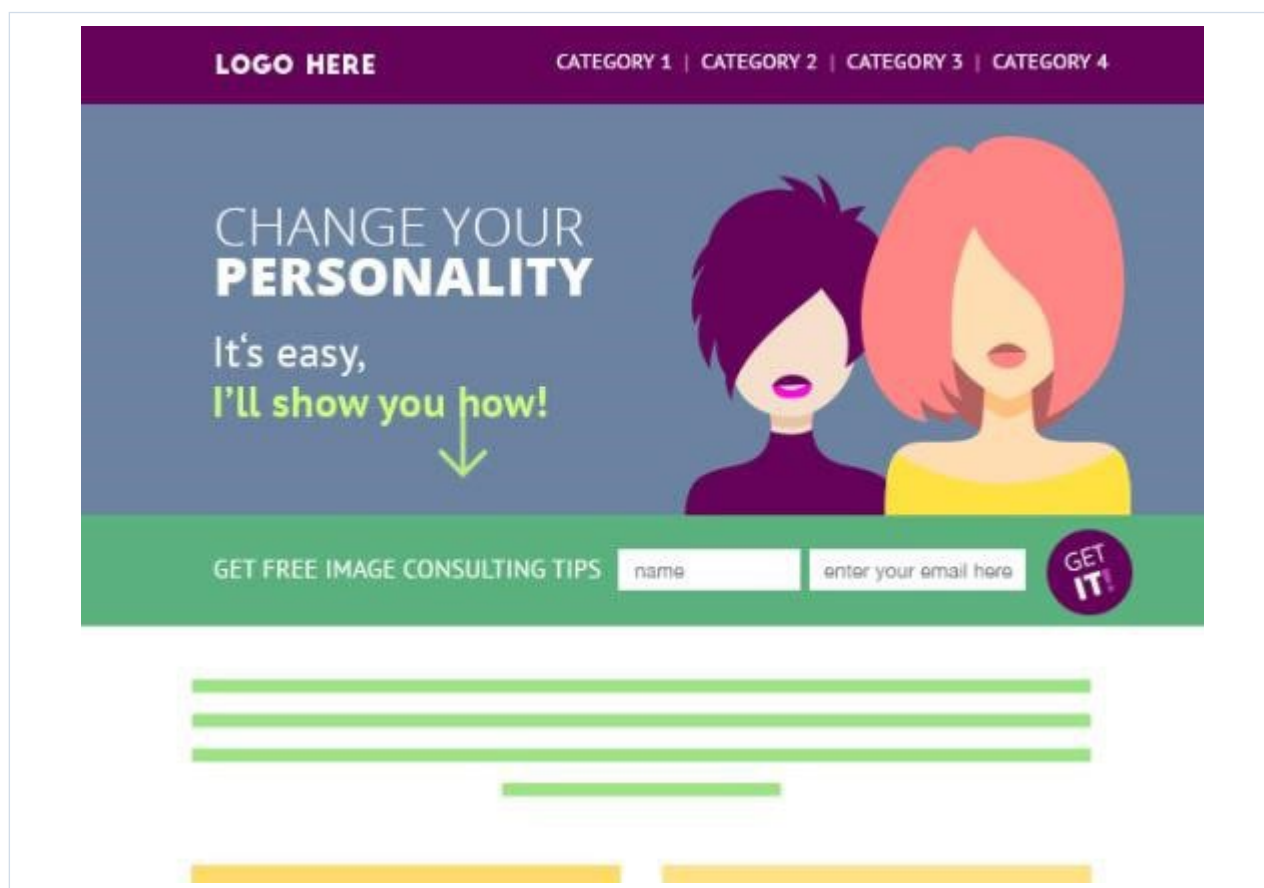 LOGO HERE
CATEGORY 1 | CATEGORY 2 | CATEGORY 3 | CATEGORY 4
CHANGE YOUR
PERSONALITY
It‘s easy,
I’ll show you how!
GET FREE IMAGE CONSULTING TIPS
name
enter your email here
GET
IT!